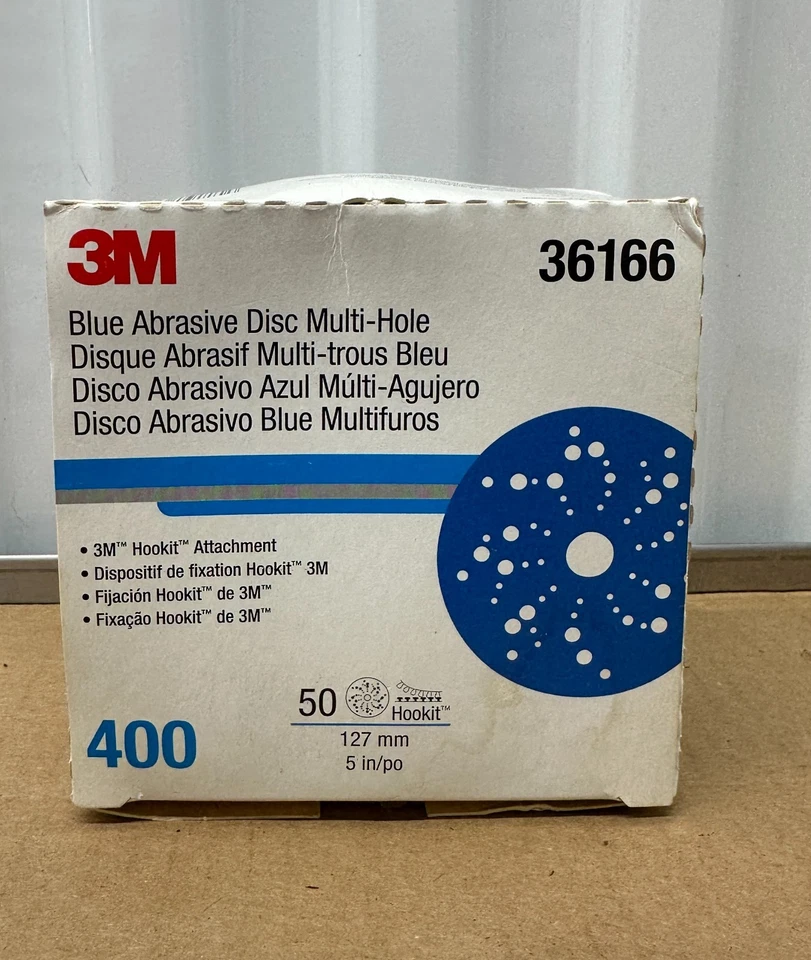 3M
36166
Blue Abrasive Disc Multi-Hole
Disque Abrasif Multi-trous Bleu
Disco Abrasivo Azul Múlti-Agujero
Disco Abrasivo Blue Multifuros
• 3M™ Hookit™ Attachment
• Dispositif de fixation Hookit™ 3M
• Fijación Hookit™ de 3M™
• Fixação Hookit™ de 3M™
50
Hookit™
127 mm
5 in/po
400